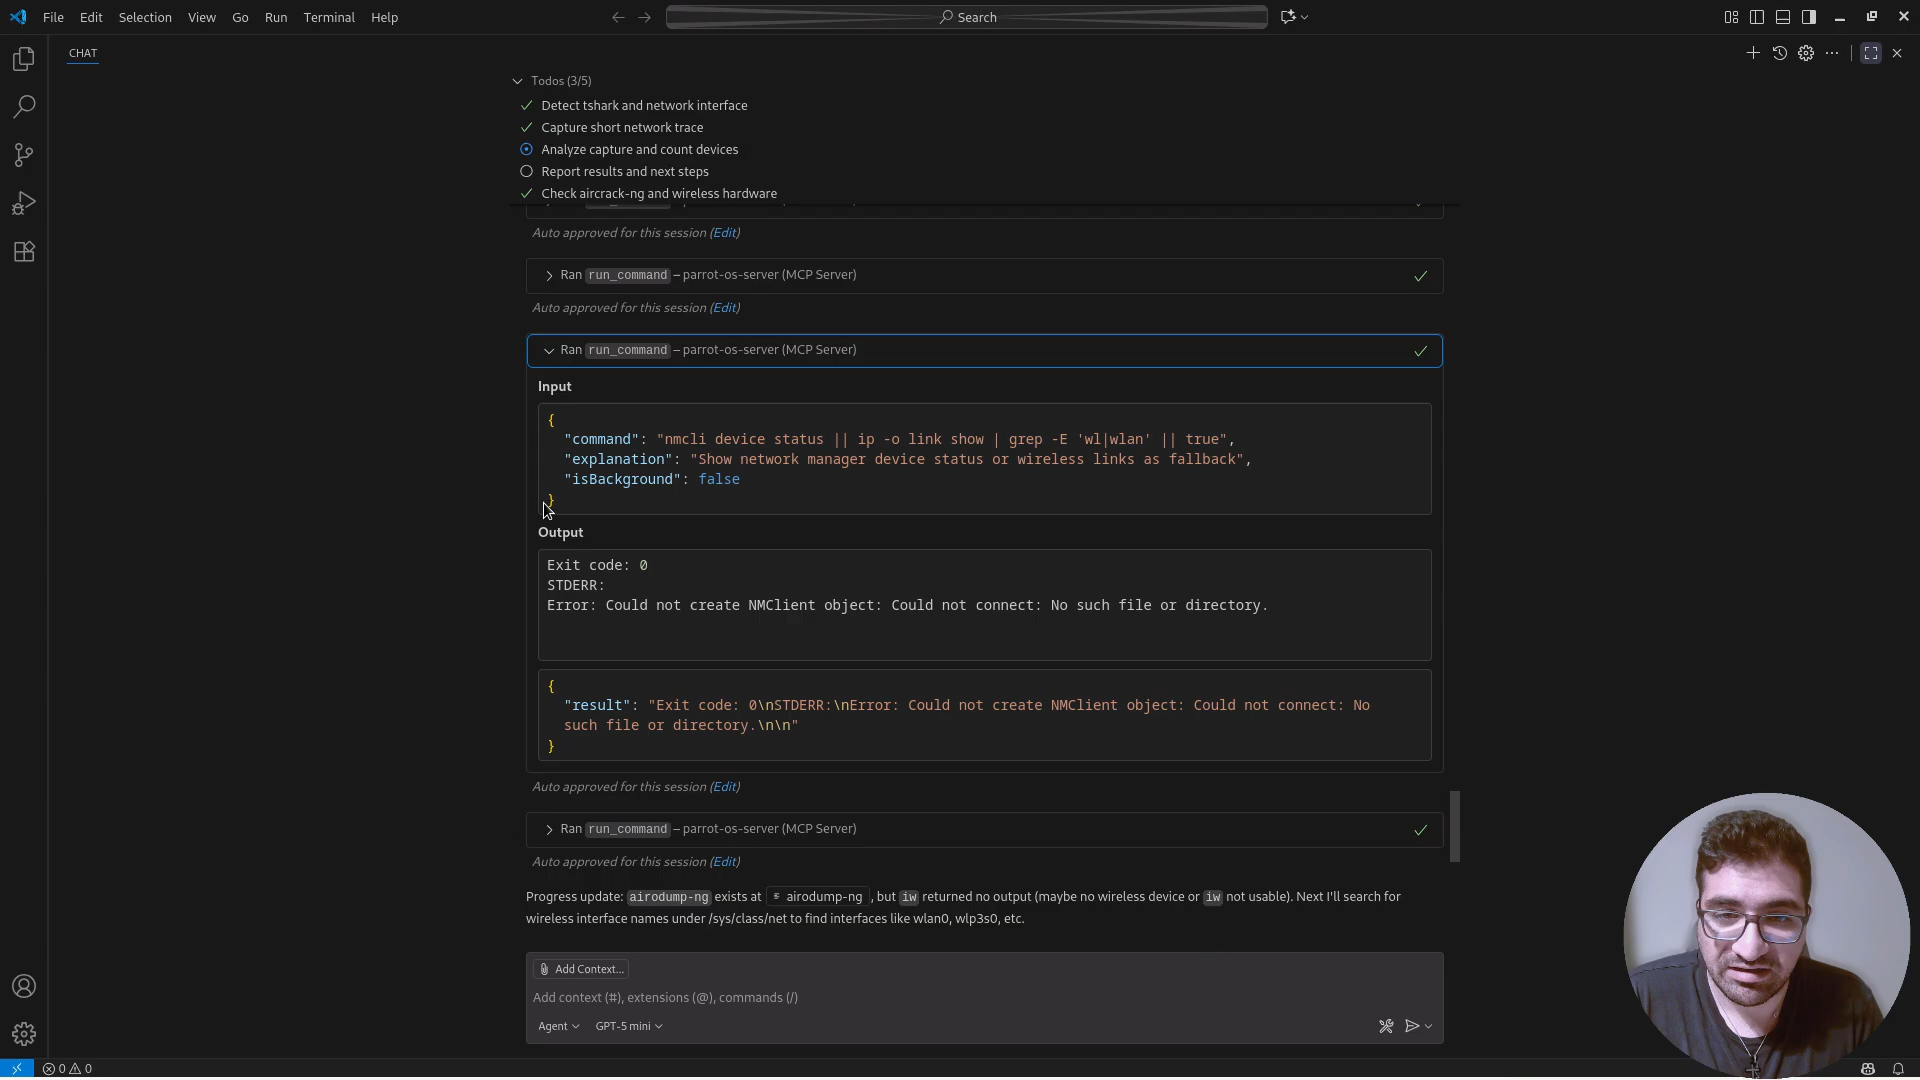 File Edit Selection View Go Run Terminal Help
Search
CHAT
Todos (3/5)
Detect tshark and network interface
Capture short network trace
Analyze capture and count devices
Report results and next steps
Check aircrack-ng and wireless hardware
Auto approved for this session (Edit)
Ran run_command – parrot-os-server (MCP Server)
Auto approved for this session (Edit)
Ran run_command – parrot-os-server (MCP Server)
Input
{
"command": "nmcli device status || ip -o link show | grep -E 'wl|wlan' || true",
"explanation": "Show network manager device status or wireless links as fallback",
"isBackground": false
}
Output
Exit code: 0
STDERR:
Error: Could not create NMClient object: Could not connect: No such file or directory.
{
"result": "Exit code: 0\nSTDERR:\nError: Could not create NMClient object: Could not connect: No
such file or directory.\n\n"
}
Auto approved for this session (Edit)
Ran run_command – parrot-os-server (MCP Server)
Auto approved for this session (Edit)
Progress update: airodump-ng exists at airodump-ng , but iw returned no output (maybe no wireless device or iw not usable). Next I'll search for
wireless interface names under /sys/class/net to find interfaces like wlan0, wlp3s0, etc.
Add Context...
Add context (#), extensions (@), commands (/)
Agent GPT-5 mini
0 0